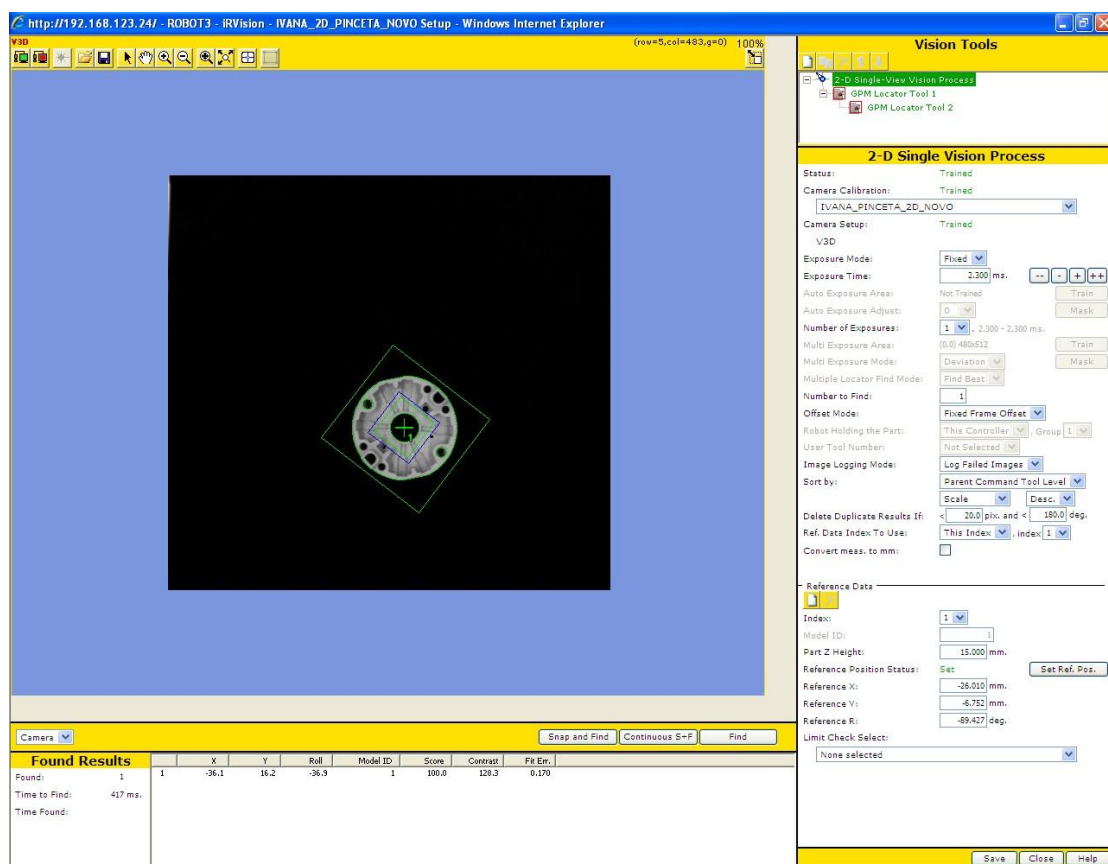 http://192.168.123.24/ - ROBOT3 - iRVision - IVANA_2D_PINCETA_NOVO Setup - Windows Internet Explorer
V3D
(row=5,col=483,g=0) 100%
1
Camera
Snap and Find Continuous S+F Find
Found Results
Found: 1
Time to Find: 417 ms.
Time Found:
X Y Roll Model ID Score Contrast Fit Err.
1 -36.1 16.2 -36.9 1 100.0 128.3 0.170
Vision Tools
2-D Single-View Vision Process
GPM Locator Tool 1
GPM Locator Tool 2
2-D Single Vision Process
Status: Trained
Camera Calibration: Trained
IVANA_PINCETA_2D_NOVO
Camera Setup: Trained
V3D
Exposure Mode: Fixed
Exposure Time: 2.300 ms. -- - + ++
Auto Exposure Area: Not Trained Train
Auto Exposure Adjust: 0 Mask
Number of Exposures: 1 , 2.300 - 2.300 ms.
Multi Exposure Area: (0,0) 480x512 Train
Multi Exposure Mode: Deviation Mask
Multiple Locator Find Mode: Find Best
Number to Find: 1
Offset Mode: Fixed Frame Offset
Robot Holding the Part: This Controller , Group 1
User Tool Number: Not Selected
Image Logging Mode: Log Failed Images
Sort by: Parent Command Tool Level
Scale Desc.
Delete Duplicate Results If: < 20.0 pix. and < 180.0 deg.
Ref. Data Index To Use: This Index , index 1
Convert meas. to mm:
Reference Data
Index: 1
Model ID: 1
Part Z Height: 15.000 mm.
Reference Position Status: Set Set Ref. Pos.
Reference X: -26.010 mm.
Reference Y: -6.752 mm.
Reference R: -89.427 deg.
Limit Check Select:
None selected
Save Close Help